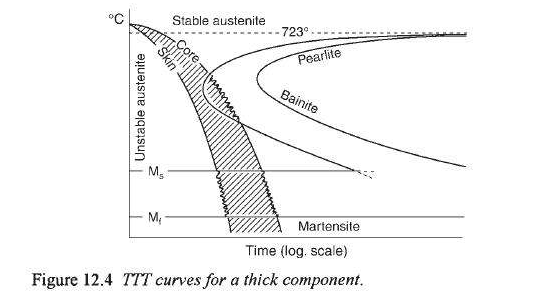 °C
Stable austenite
723°
Core
Skin
Pearlite
Bainite
Unstable austenite
Ms
Mf
Martensite
Time (log. scale)
Figure 12.4 TTT curves for a thick component.